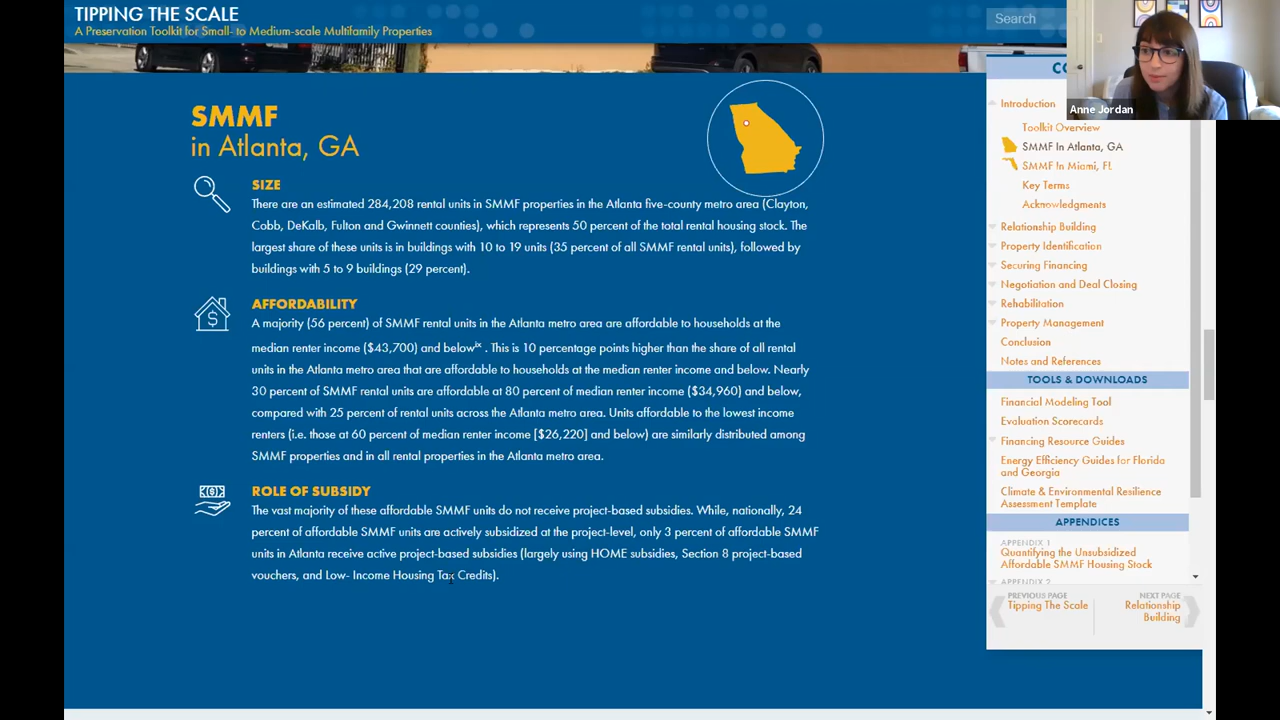 TIPPING THE SCALE
A Preservation Toolkit for Small- to Medium-scale Multifamily Properties
Search
Anne Jordan
SMMF
in Atlanta, GA
SIZE
There are an estimated 284,208 rental units in SMMF properties in the Atlanta five-county metro area (Clayton,
Cobb, DeKalb, Fulton and Gwinnett counties), which represents 50 percent of the total rental housing stock. The
largest share of these units is in buildings with 10 to 19 units (35 percent of all SMMF rental units), followed by
buildings with 5 to 9 buildings (29 percent).
AFFORDABILITY
A majority (56 percent) of SMMF rental units in the Atlanta metro area are affordable to households at the
median renter income ($43,700) and belowix . This is 10 percentage points higher than the share of all rental
units in the Atlanta metro area that are affordable to households at the median renter income and below. Nearly
30 percent of SMMF rental units are affordable at 80 percent of median renter income ($34,960) and below,
compared with 25 percent of rental units across the Atlanta metro area. Units affordable to the lowest income
renters (i.e. those at 60 percent of median renter income [$26,220] and below) are similarly distributed among
SMMF properties and in all rental properties in the Atlanta metro area.
ROLE OF SUBSIDY
The vast majority of these affordable SMMF units do not receive project-based subsidies. While, nationally, 24
percent of affordable SMMF units are actively subsidized at the project-level, only 3 percent of affordable SMMF
units in Atlanta receive active project-based subsidies (largely using HOME subsidies, Section 8 project-based
vouchers, and Low- Income Housing Tax Credits).
Introduction
Toolkit Overview
SMMF In Atlanta, GA
SMMF In Miami, FL
Key Terms
Acknowledgments
Relationship Building
Property Identification
Securing Financing
Negotiation and Deal Closing
Rehabilitation
Property Management
Conclusion
Notes and References
TOOLS & DOWNLOADS
Financial Modeling Tool
Evaluation Scorecards
Financing Resource Guides
Energy Efficiency Guides for Florida
and Georgia
Climate & Environmental Resilience
Assessment Template
APPENDICES
APPENDIX 1
Quantifying the Unsubsidized
Affordable SMMF Housing Stock
APPENDIX 2
PREVIOUS PAGE
Tipping The Scale
NEXT PAGE
Relationship
Building